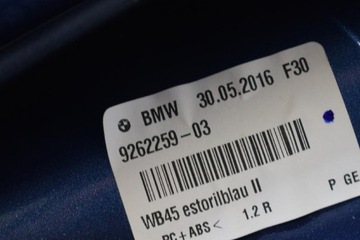 BMW 30.05.2016 F30
9262259-03
WB45 estorilblau II
PC+ABS< 1.2 R P GE